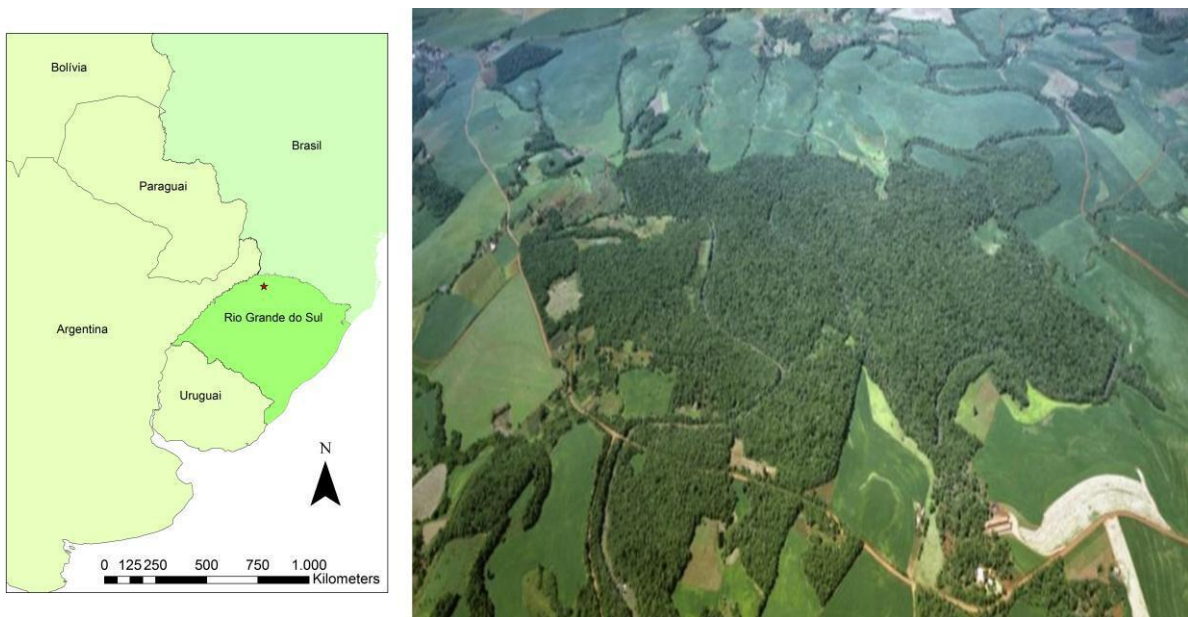 Bolívia
Brasil
Paraguai
Rio Grande do Sul
Argentina
Uruguai
N
0 125 250 500 750 1.000
Kilometers